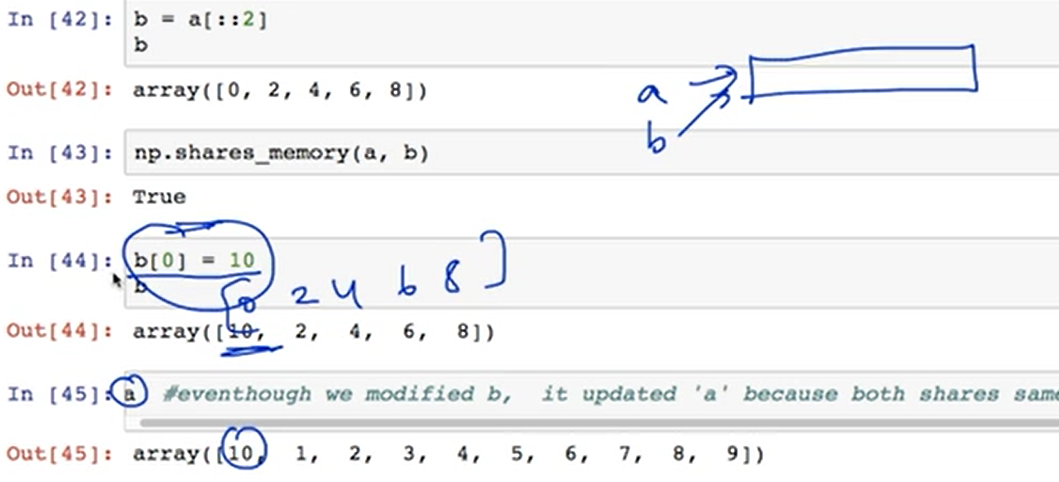 In [42]: b = a[::2]
b
Out[42]: array([0, 2, 4, 6, 8])
a
b
In [43]: np.shares_memory(a, b)
Out[43]: True
In [44]: b[0] = 10
b
[0 2 4 6 8]
Out[44]: array([10, 2, 4, 6, 8])
In [45]: a #eventhough we modified b, it updated 'a' because both shares same
Out[45]: array([10, 1, 2, 3, 4, 5, 6, 7, 8, 9])